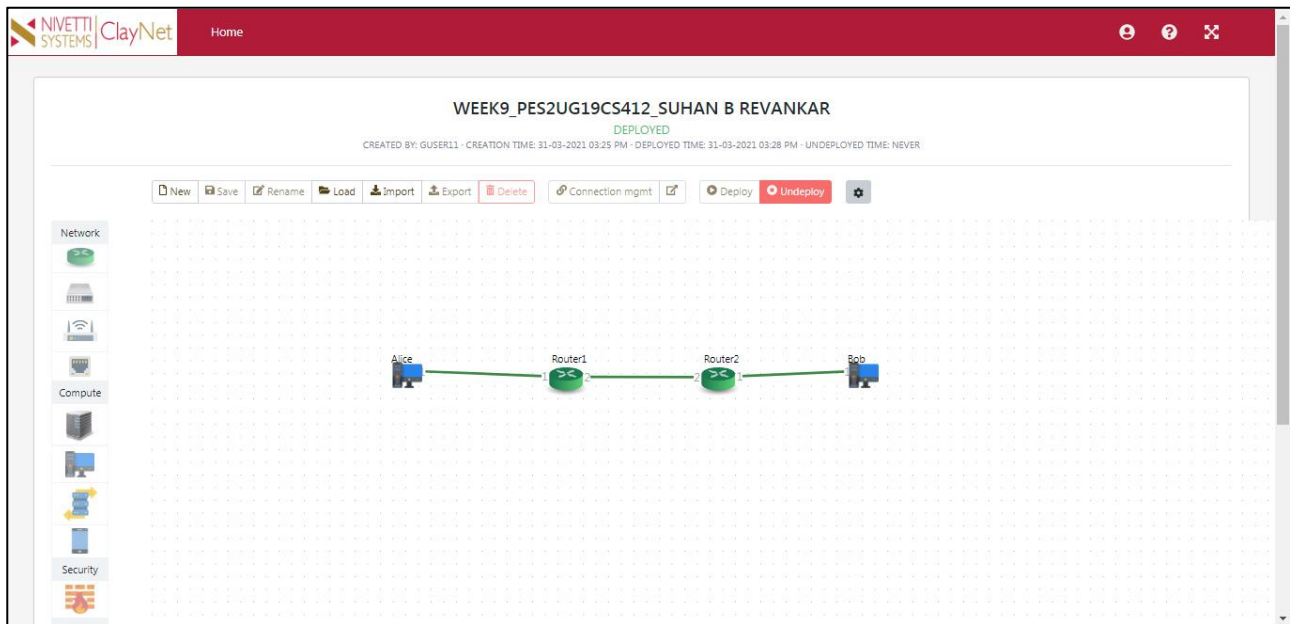 NIVETTI SYSTEMS ClayNet Home
WEEK9_PES2UG19CS412_SUHAN B REVANKAR
DEPLOYED
CREATED BY: GUSER11 - CREATION TIME: 31-03-2021 03:25 PM - DEPLOYED TIME: 31-03-2021 03:28 PM - UNDEPLOYED TIME: NEVER
New Save Rename Load Import Export Delete Connection mgmt Deploy Undeploy
Network
Alice Router1 Router2 Bob
1 2 2 1 1
Compute
Security